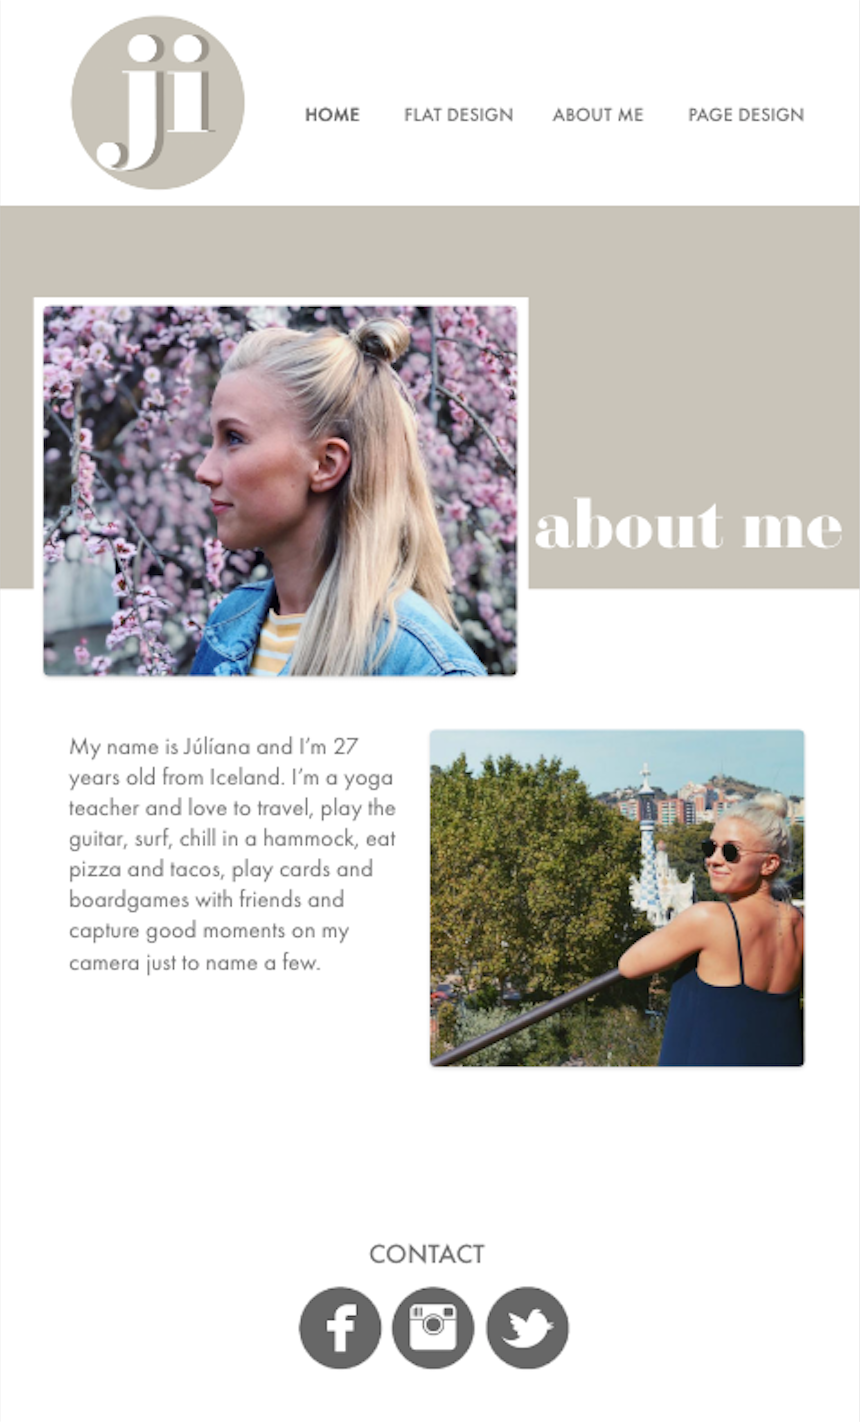 ji
HOME FLAT DESIGN ABOUT ME PAGE DESIGN
about me
My name is Júlíana and I’m 27
years old from Iceland. I’m a yoga
teacher and love to travel, play the
guitar, surf, chill in a hammock, eat
pizza and tacos, play cards and
boardgames with friends and
capture good moments on my
camera just to name a few.
CONTACT